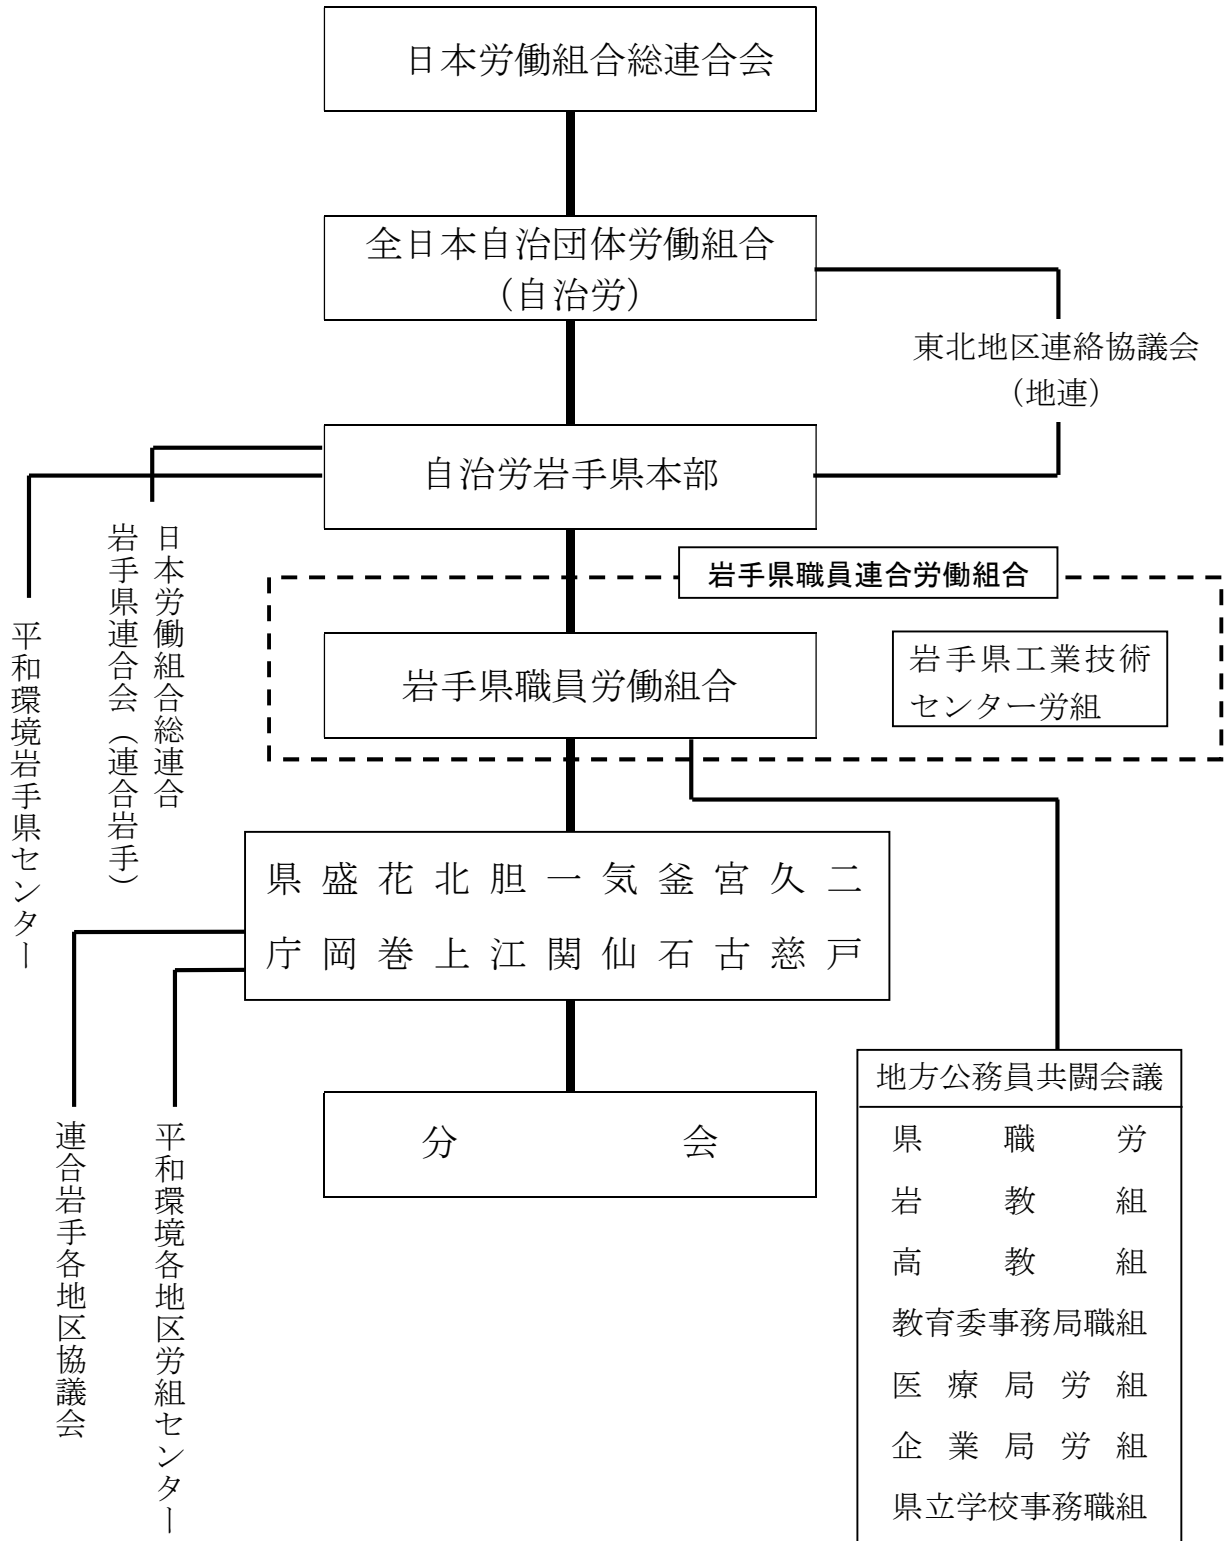 日本労働組合総連合会
全日本自治団体労働組合
（自治労）
東北地区連絡協議会
（地連）
自治労岩手県本部
日本労働組合総連合
岩手県連合会（連合岩手）
平和環境岩手県センター
岩手県職員連合労働組合
岩手県職員労働組合
岩手県工業技術
センター労組
県庁
盛岡
花巻
北上
胆江
一関
気仙
釜石
宮古
久慈
二戸
連合岩手各地区協議会
平和環境各地区労組センター
分会
地方公務員共闘会議
県職労
岩教組
高教組
教育委事務局職組
医療局労組
企業局労組
県立学校事務職組